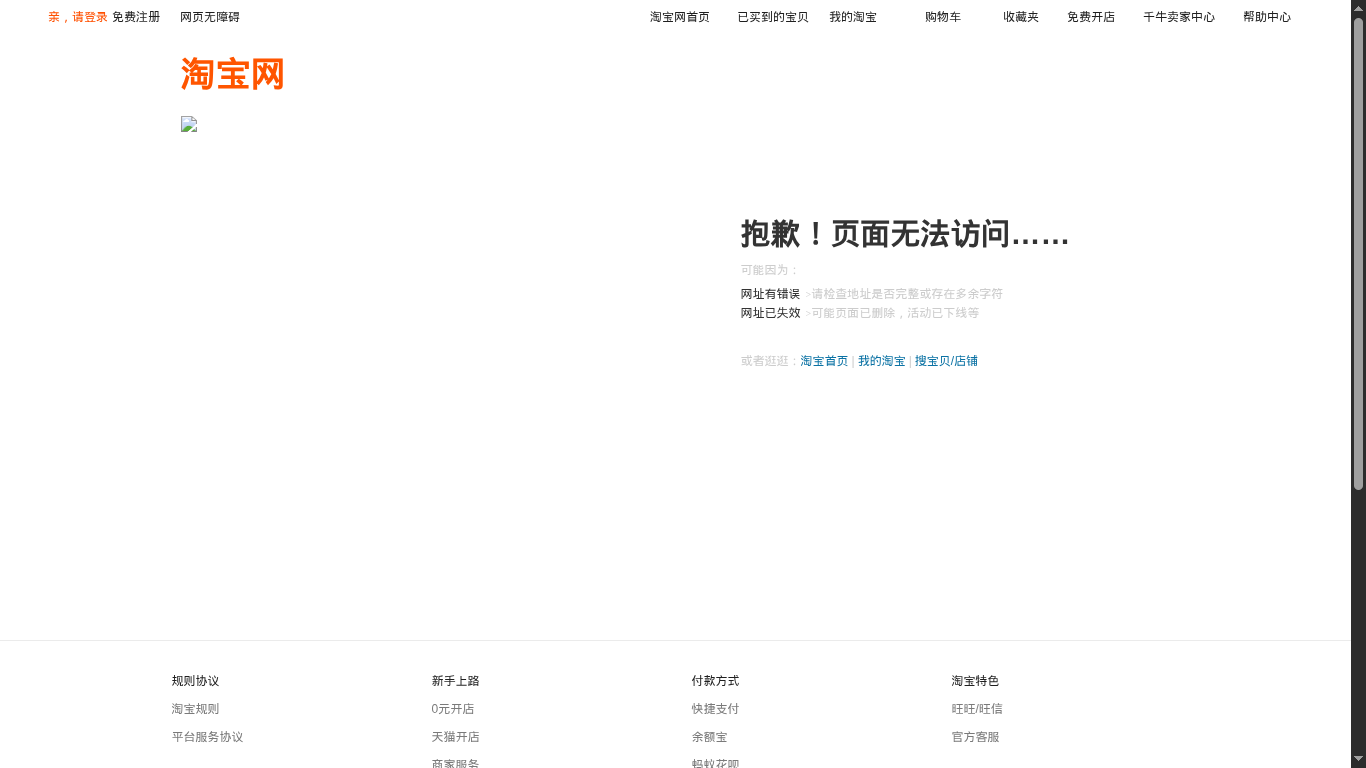 亲，请登录 免费注册 网页无障碍 淘宝网首页 已买到的宝贝 我的淘宝 购物车 收藏夹 免费开店 千牛卖家中心 帮助中心
淘宝网
抱歉！页面无法访问……
可能因为：
网址有错误 >请检查地址是否完整或存在多余字符
网址已失效 >可能页面已删除，活动已下线等
或者逛逛：淘宝首页 | 我的淘宝 | 搜宝贝/店铺
规则协议 新手上路 付款方式 淘宝特色
淘宝规则 0元开店 快捷支付 旺旺/旺信
平台服务协议 天猫开店 余额宝 官方客服
商家服务 蚂蚁花呗